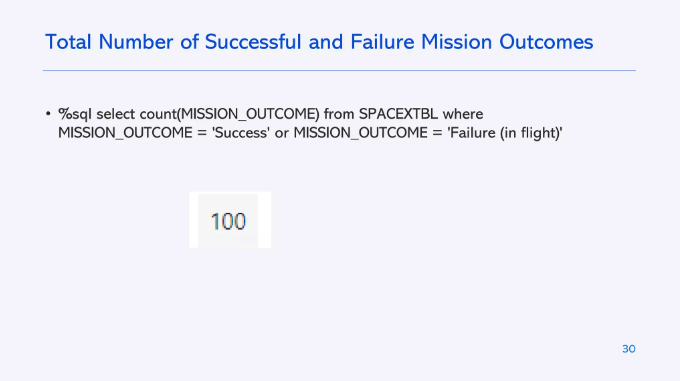 Total Number of Successful and Failure Mission Outcomes
• %sql select count(MISSION_OUTCOME) from SPACEXTBL where
MISSION_OUTCOME = 'Success' or MISSION_OUTCOME = 'Failure (in flight)'
100
30